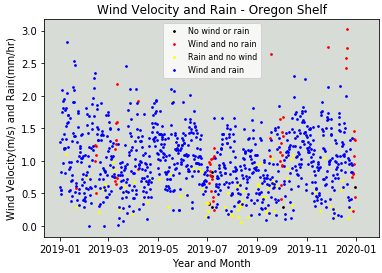 Wind Velocity and Rain - Oregon Shelf
No wind or rain
Wind and no rain
Rain and no wind
Wind and rain
Wind Velocity(m/s) and Rain(mm/hr)
3.0
2.5
2.0
1.5
1.0
0.5
0.0
2019-01 2019-03 2019-05 2019-07 2019-09 2019-11 2020-01
Year and Month